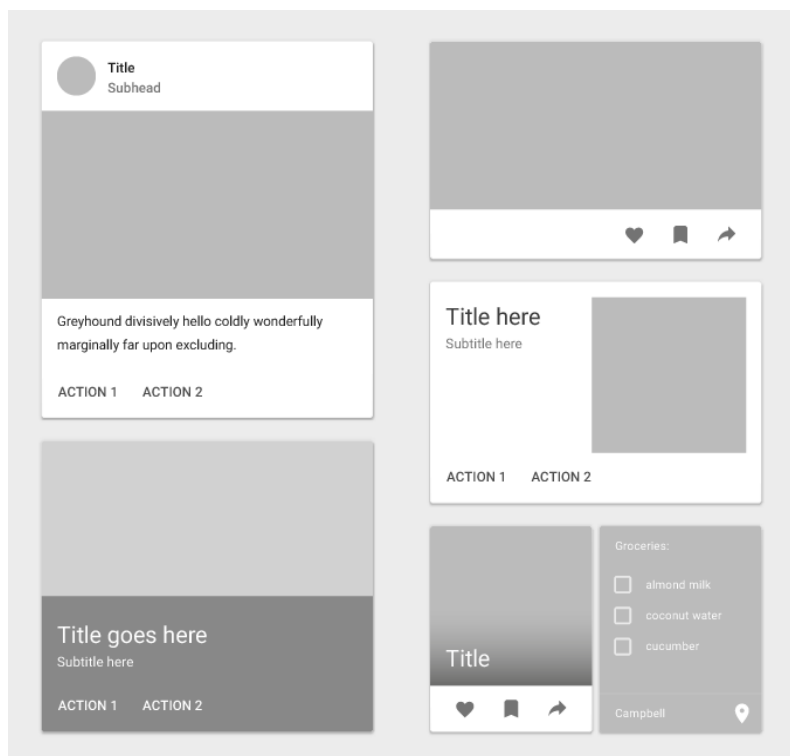 Title
Subhead
Greyhound divisively hello coldly wonderfully
marginally far upon excluding.
ACTION 1 ACTION 2
Title goes here
Subtitle here
ACTION 1 ACTION 2
Title here
Subtitle here
ACTION 1 ACTION 2
Title
Groceries:
almond milk
coconut water
cucumber
Campbell